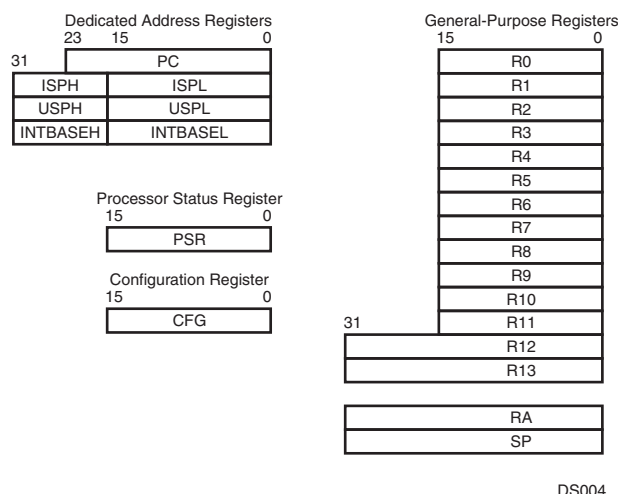 Dedicated Address Registers
23 15 0
31 PC
ISPH ISPL
USPH USPL
INTBASEH INTBASEL
Processor Status Register
15 0
PSR
Configuration Register
15 0
CFG
General-Purpose Registers
15 0
R0
R1
R2
R3
R4
R5
R6
R7
R8
R9
R10
31 R11
R12
R13
RA
SP
DS004